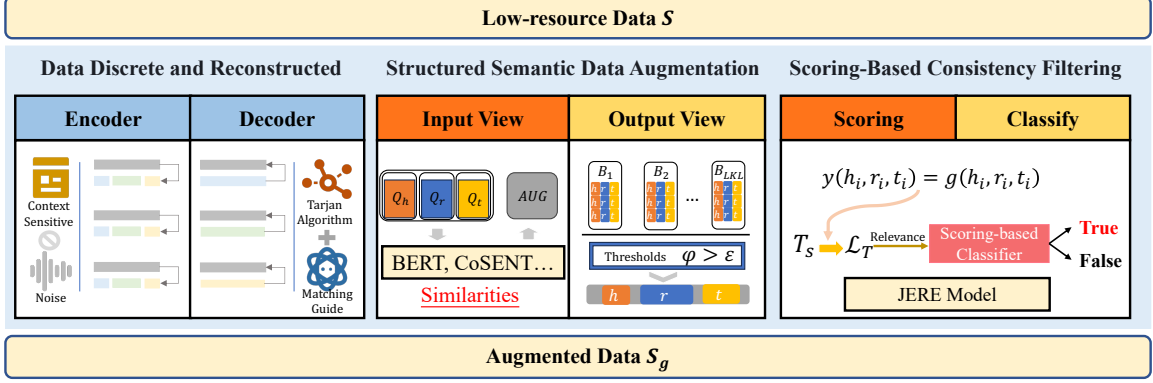 Low-resource Data S
Data Discrete and Reconstructed
Encoder
Decoder
Context
Sensitive
Noise
Tarjan
Algorithm
Matching
Guide
Structured Semantic Data Augmentation
Input View
Output View
Q_h Q_r Q_t
AUG
BERT, CoSENT…
Similarities
B_1 B_2 ... B_LKL
h r t h r t h r t
h r t h r t h r t
h r t h r t h r t
Thresholds φ > ε
h r t
Scoring-Based Consistency Filtering
Scoring
Classify
y(h_i, r_i, t_i) = g(h_i, r_i, t_i)
T_s ℒ_T Relevance
Scoring-based
Classifier
True
False
JERE Model
Augmented Data S_g